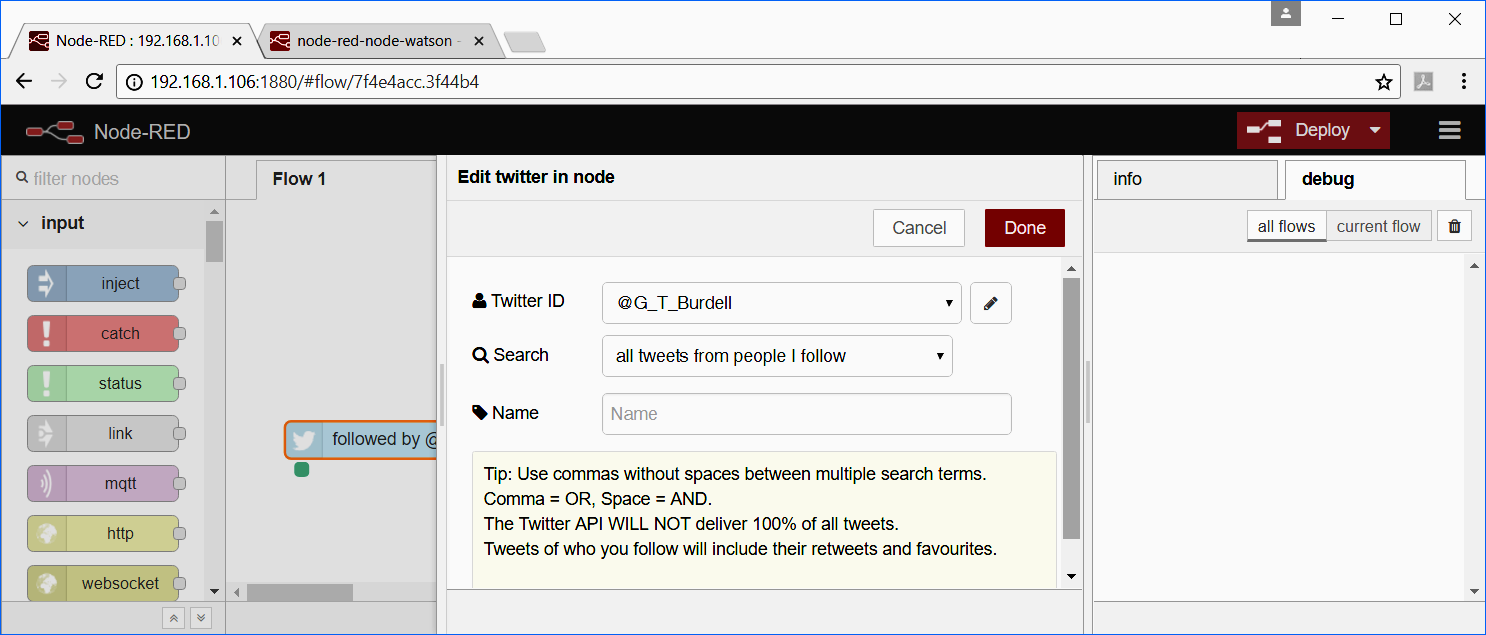 Node-RED : 192.168.1.10
node-red-node-watson -
192.168.1.106:1880/#flow/7f4e4acc.3f44b4
Node-RED
Deploy
filter nodes
Flow 1
Edit twitter in node
info
debug
input
Cancel
Done
all flows
current flow
inject
catch
status
link
mqtt
http
websocket
followed by @
Twitter ID
@G_T_Burdell
Search
all tweets from people I follow
Name
Name
Tip: Use commas without spaces between multiple search terms.
Comma = OR, Space = AND.
The Twitter API WILL NOT deliver 100% of all tweets.
Tweets of who you follow will include their retweets and favourites.